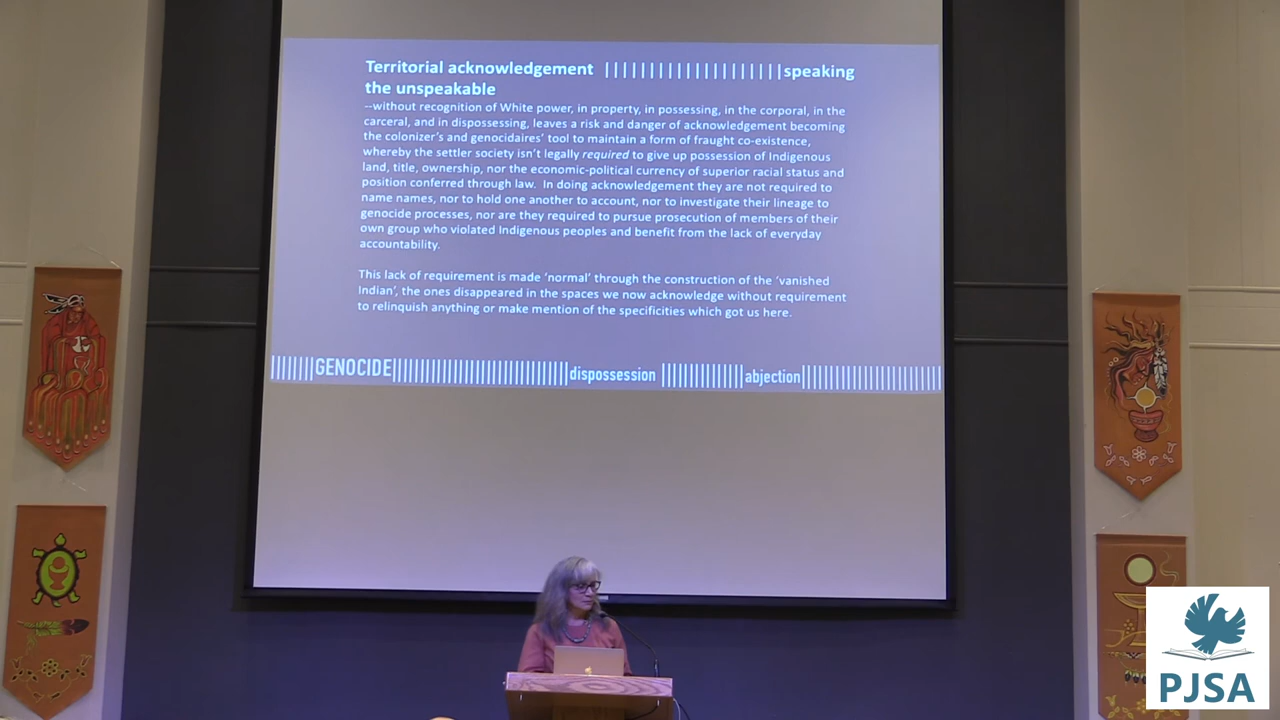 Territorial acknowledgement ||||||||||||||||||||speaking
the unspeakable
--without recognition of White power, in property, in possessing, in the corporal, in the
carceral, and in dispossessing, leaves a risk and danger of acknowledgement becoming
the colonizer's and genocidaires' tool to maintain a form of fraught co-existence,
whereby the settler society isn't legally required to give up possession of Indigenous
land, title, ownership, nor the economic-political currency of superior racial status and
position conferred through law. In doing acknowledgement they are not required to
name names, nor to hold one another to account, nor to investigate their lineage to
genocide processes, nor are they required to pursue prosecution of members of their
own group who violated Indigenous peoples and benefit from the lack of everyday
accountability.
This lack of requirement is made 'normal' through the construction of the 'vanished
Indian', the ones disappeared in the spaces we now acknowledge without requirement
to relinquish anything or make mention of the specificities which got us here.
|||||||GENOCIDE||||||||||||||||||||||||||||||dispossession ||||||||||||||abjection||||||||||||||||||||||||
PJSA